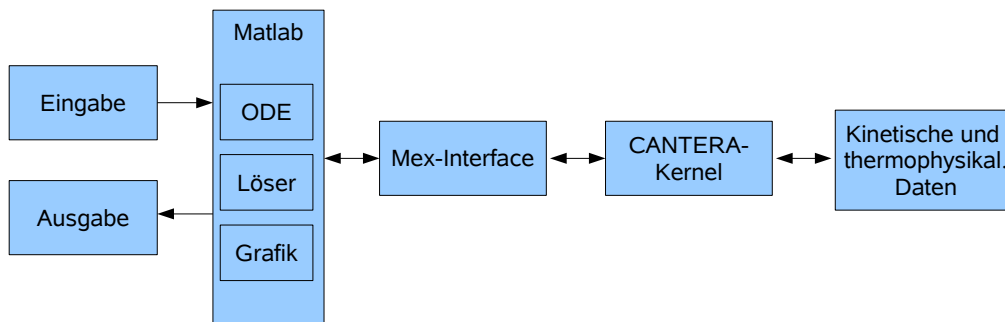 Eingabe
Ausgabe
Matlab
ODE
Löser
Grafik
Mex-Interface
CANTERA-
Kernel
Kinetische und
thermophysikal.
Daten